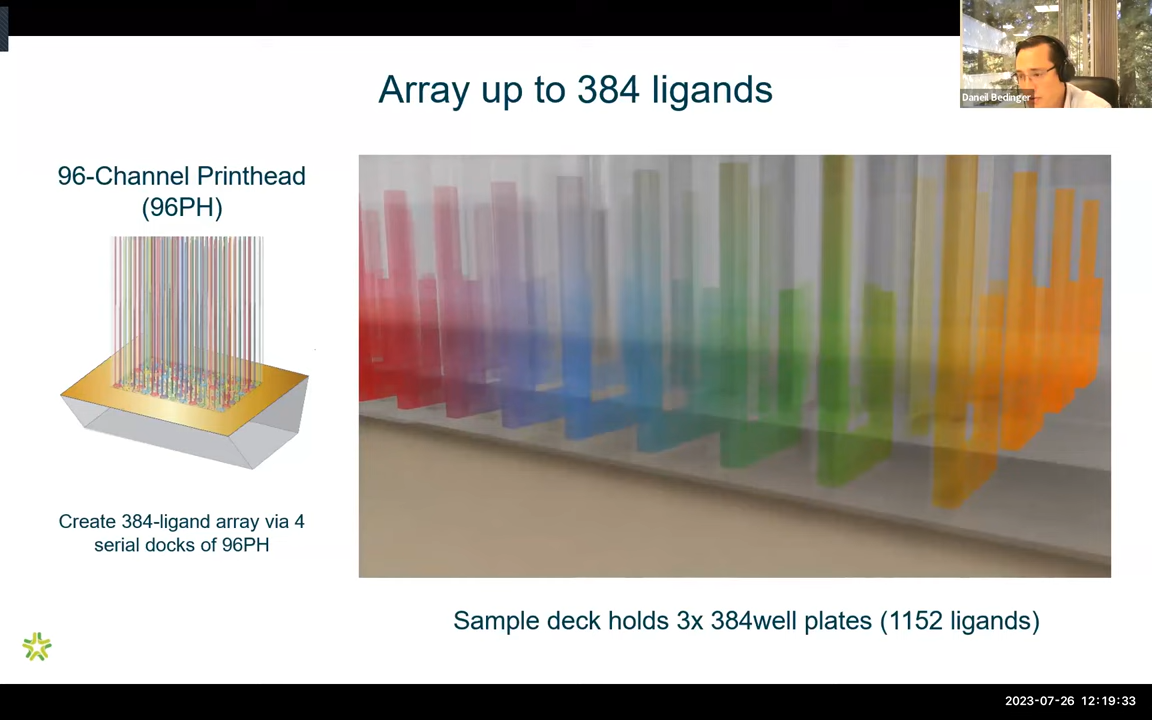 Array up to 384 ligands
Daneil Bedinger
96-Channel Printhead
(96PH)
Create 384-ligand array via 4
serial docks of 96PH
Sample deck holds 3x 384well plates (1152 ligands)
2023-07-26 12:19:33